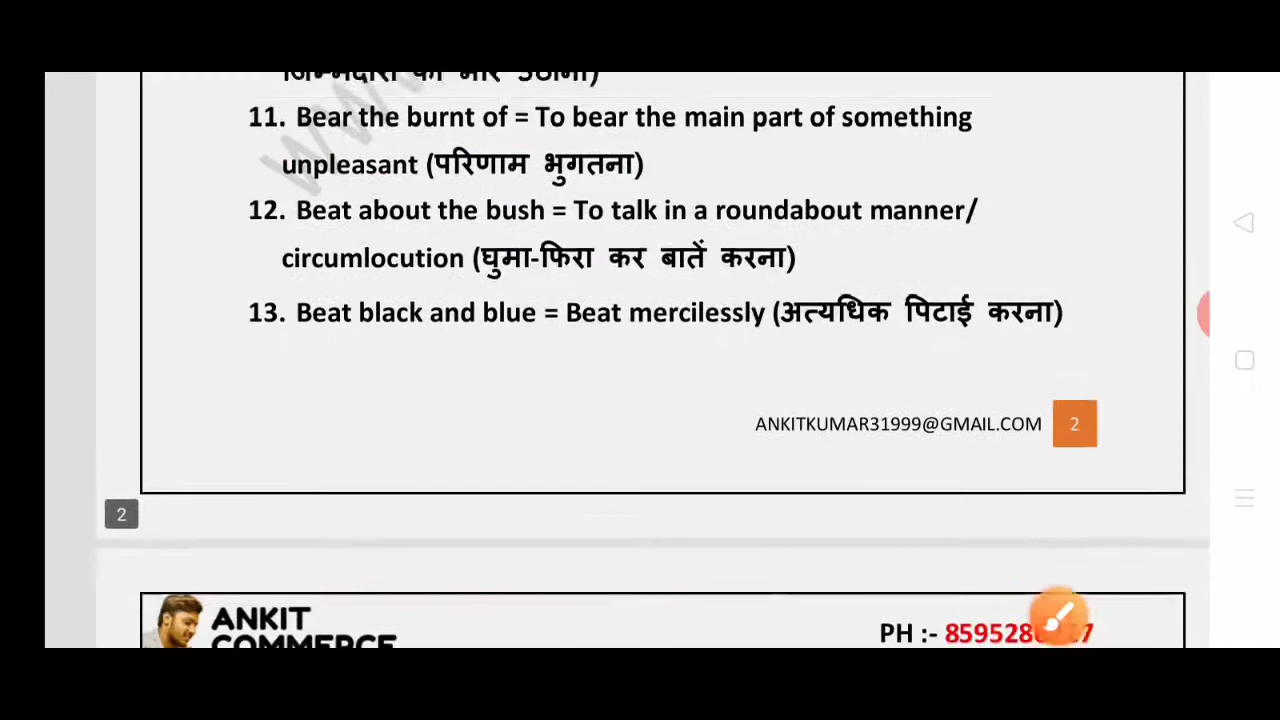 जिम्मेदारी का भार उठाना)
11. Bear the burnt of = To bear the main part of something
unpleasant (परिणाम भुगतना)
12. Beat about the bush = To talk in a roundabout manner/
circumlocution (घुमा-फिरा कर बातें करना)
13. Beat black and blue = Beat mercilessly (अत्यधिक पिटाई करना)
ANKITKUMAR31999@GMAIL.COM 2
2
ANKIT
COMMERCE
PH :-